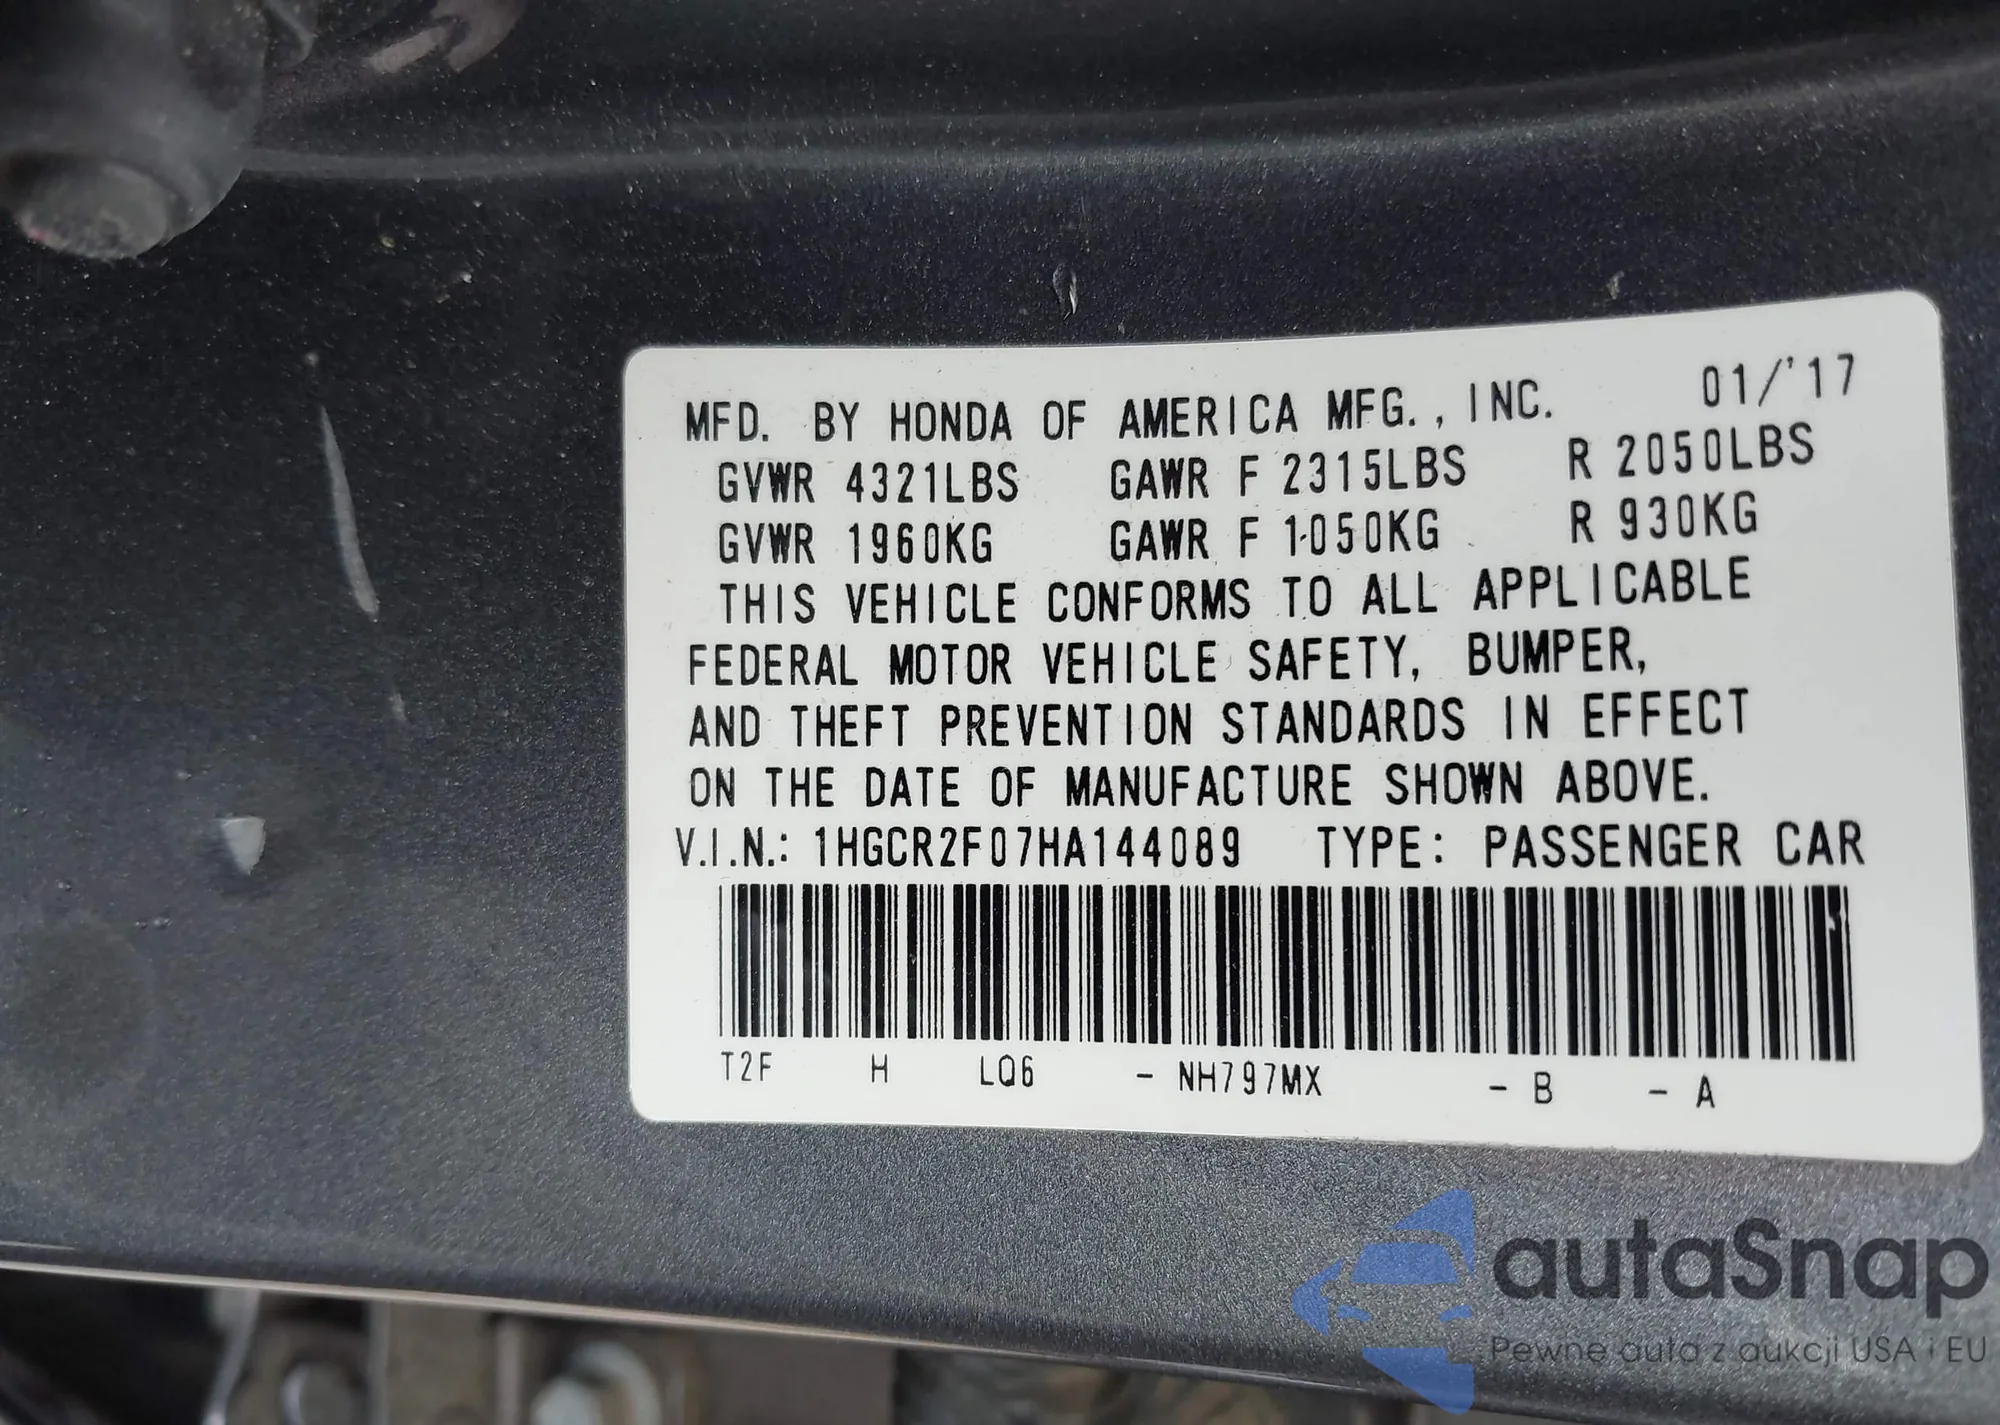 MFD. BY HONDA OF AMERICA MFG., INC. 01/'17
GVWR 4321LBS GAWR F 2315LBS R 2050LBS
GVWR 1960KG GAWR F 1050KG R 930KG
THIS VEHICLE CONFORMS TO ALL APPLICABLE
FEDERAL MOTOR VEHICLE SAFETY, BUMPER,
AND THEFT PREVENTION STANDARDS IN EFFECT
ON THE DATE OF MANUFACTURE SHOWN ABOVE.
V.I.N.: 1HGCR2F07HA144089 TYPE: PASSENGER CAR
T2F H LQ6 - NH797MX - B - A
autaSnap
Pewne auta z aukcji USA i EU